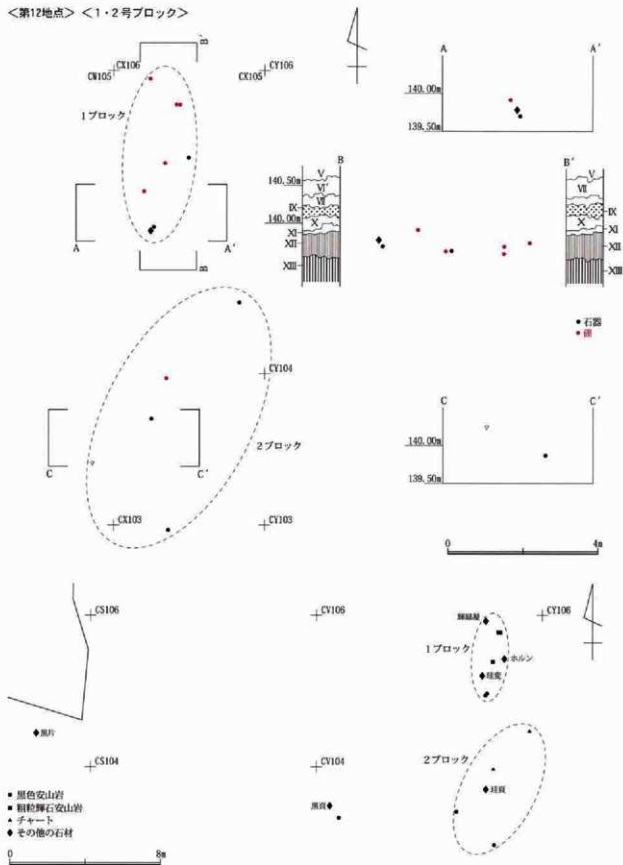 ＜第12地点＞＜1・2号ブロック＞
B'
CX106
CW105
CY106
CX105
1ブロック
A
A'
A
A'
140.00m
139.50m
B
B'
140.50m
140.00m
V
VI'
VII
IX
X
XI
XII
XIII
V
VII
IX
X
XI
XII
XIII
● 石器
● 礫
CY104
2ブロック
C
C'
CX103
CY103
C
C'
140.00m
139.50m
0 4m
CS106
CV106
CY106
1ブロック
ホルン
珪変
黒片
CS104
CV104
黒頁
2ブロック
珪頁
■ 黒色安山岩
■ 粗粒輝石安山岩
▲ チャート
◆ その他の石材
0 8m